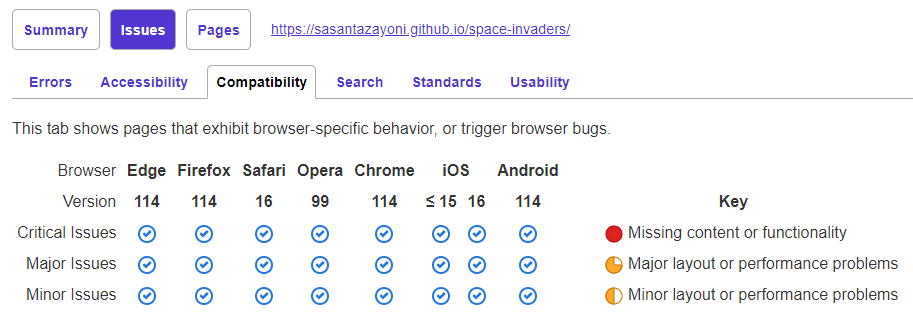 Summary Issues Pages https://sasantazayoni.github.io/space-invaders/
Errors Accessibility Compatibility Search Standards Usability
This tab shows pages that exhibit browser-specific behavior, or trigger browser bugs.
Browser Edge Firefox Safari Opera Chrome iOS Android
Version 114 114 16 99 114 ≤ 15 16 114 Key
Critical Issues Missing content or functionality
Major Issues Major layout or performance problems
Minor Issues Minor layout or performance problems